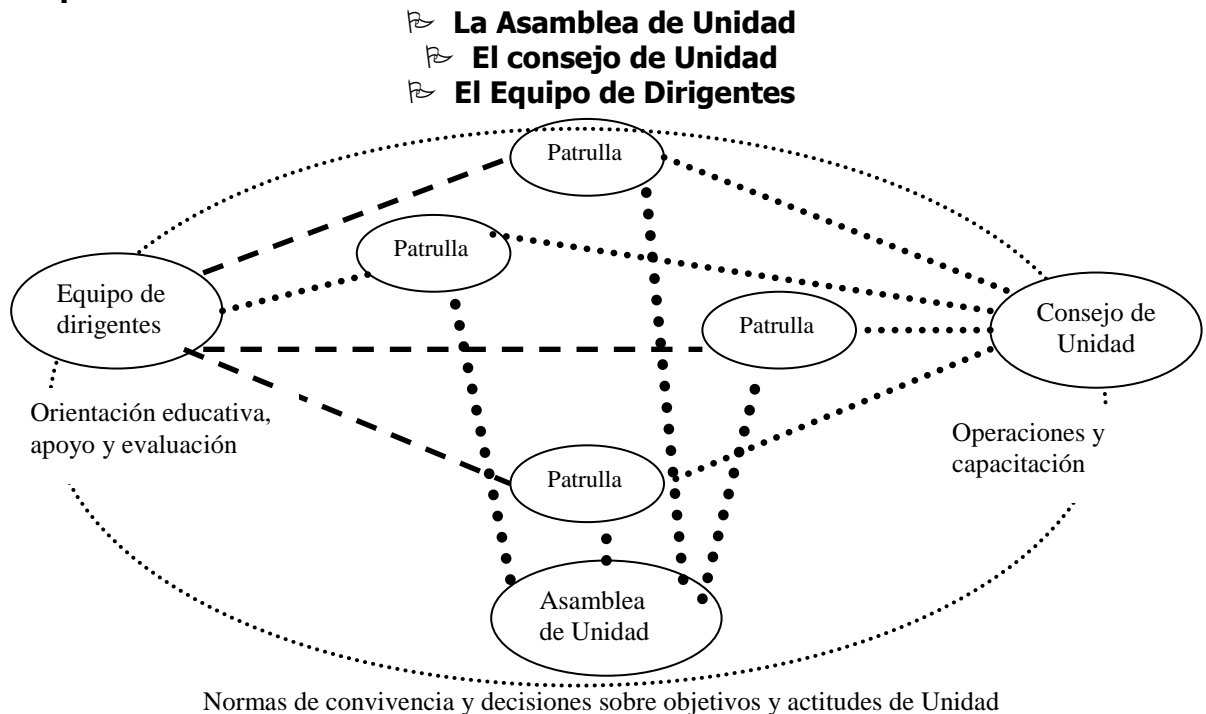 La Asamblea de Unidad
El consejo de Unidad
El Equipo de Dirigentes
Patrulla
Patrulla
Equipo de
dirigentes
Patrulla
Consejo de
Unidad
Orientación educativa,
apoyo y evaluación
Operaciones y
capacitación
Patrulla
Asamblea
de Unidad
Normas de convivencia y decisiones sobre objetivos y actitudes de Unidad